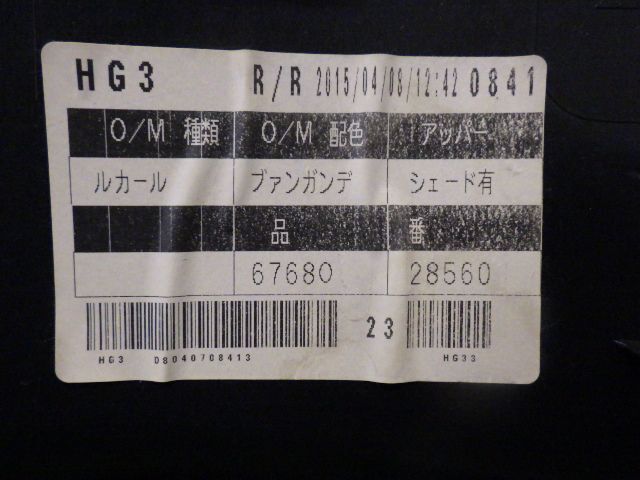 HG3 R/R 2015/04/08/12:42 0841
O/M 種類 O/M 配色 アッパー
ルカール ブァンガンデ シェード有
品 番
67680 28560
23
HG3 08040708413 HG33